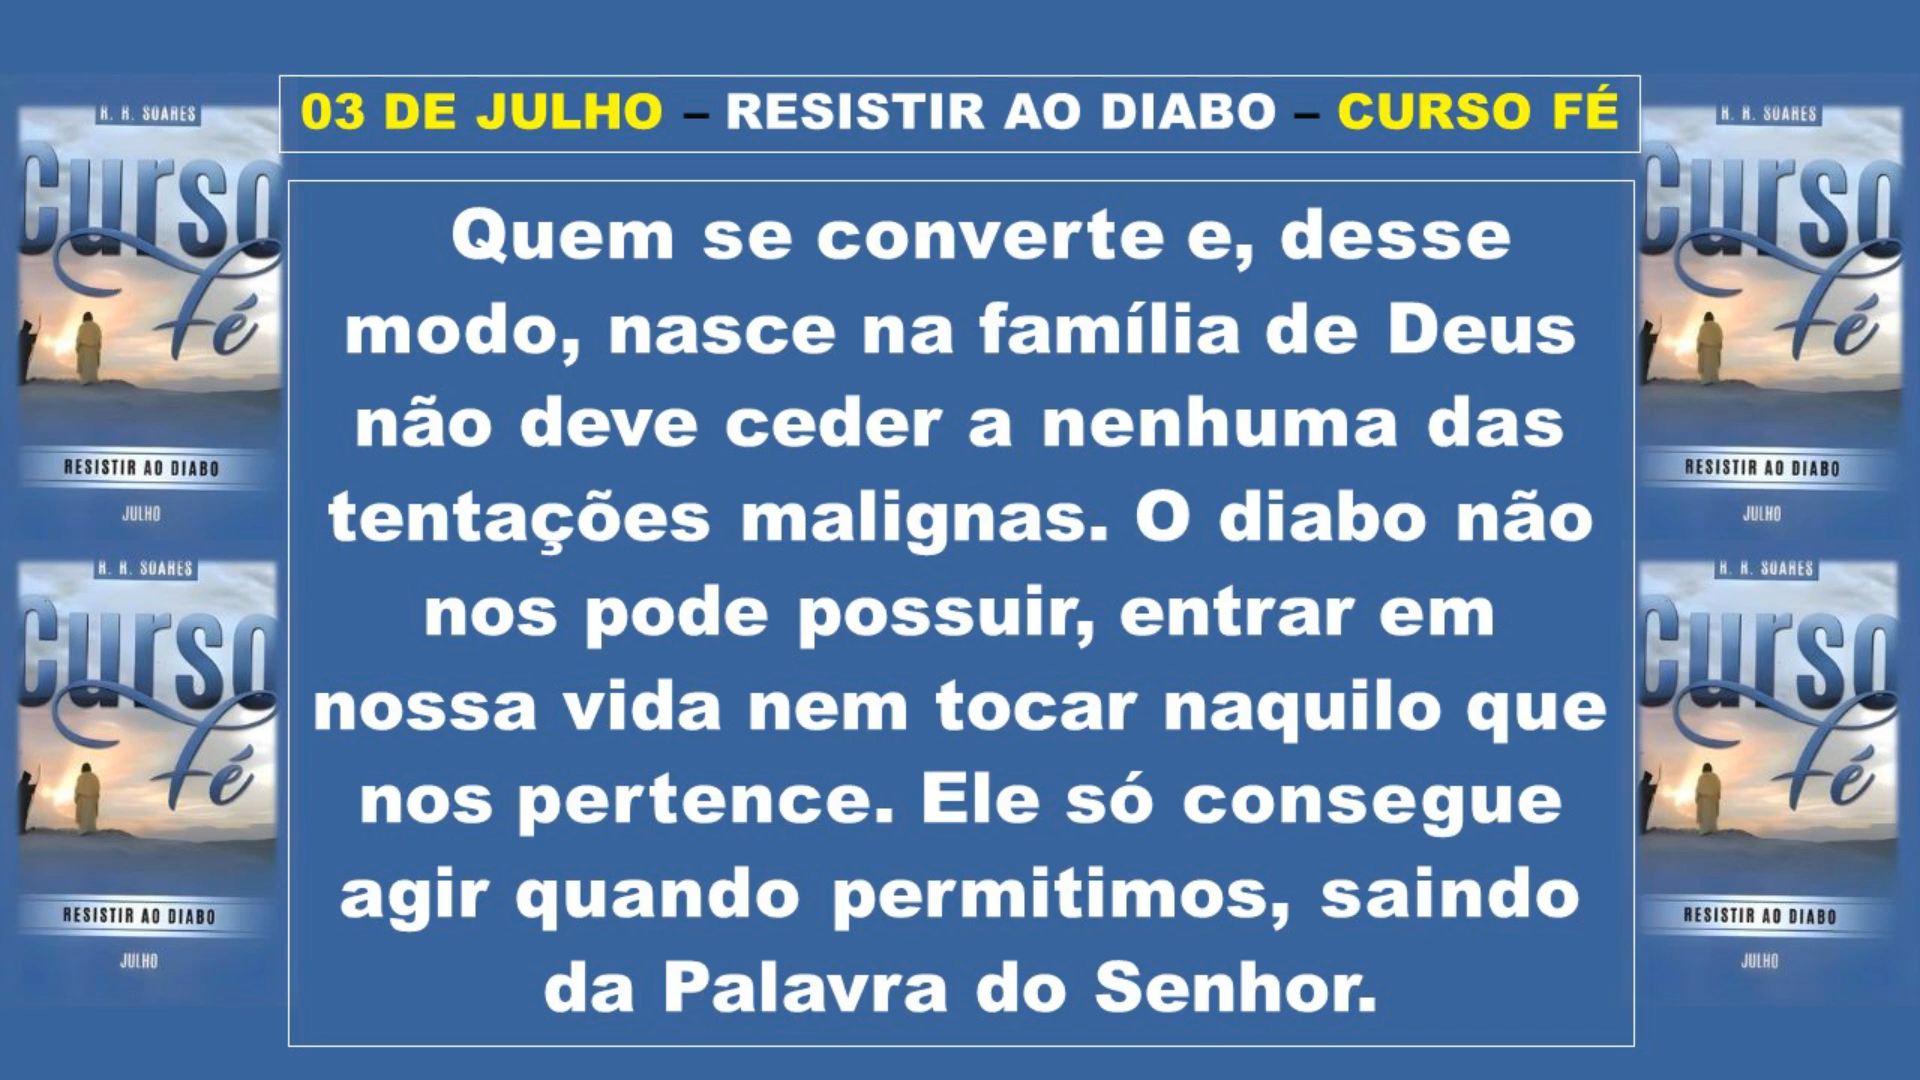 03 DE JULHO – RESISTIR AO DIABO – CURSO FÉ
Quem se converte e, desse
modo, nasce na família de Deus
não deve ceder a nenhuma das
tentações malignas. O diabo não
nos pode possuir, entrar em
nossa vida nem tocar naquilo que
nos pertence. Ele só consegue
agir quando permitimos, saindo
da Palavra do Senhor.
R. R. SOARES
Curso
Fé
RESISTIR AO DIABO
JULHO
R. R. SOARES
Curso
Fé
RESISTIR AO DIABO
JULHO
R. R. SOARES
Curso
Fé
RESISTIR AO DIABO
JULHO
R. R. SOARES
Curso
Fé
RESISTIR AO DIABO
JULHO